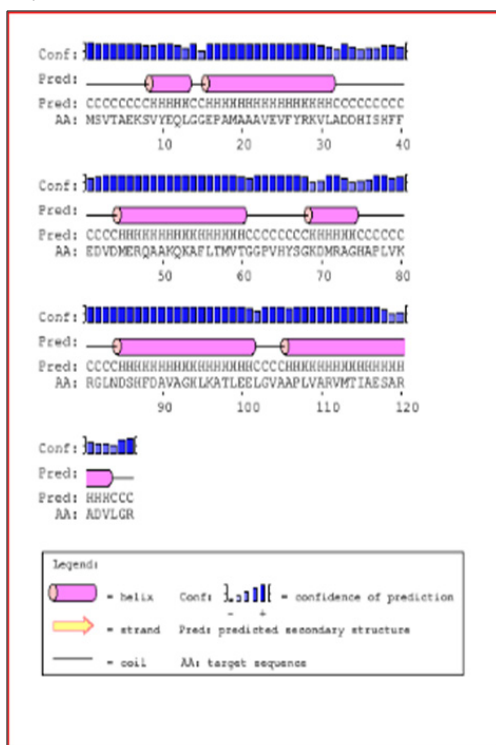 Conf:
Pred:
Pred: CCCCCCCCHHHHHCCHHHHHHHHHHHHHHHHCCCCCCCCC
AA: MSVTAEKSVYEQLGGEPAMAAAVEVFYRKVLADDHISHFF
10 20 30 40
Conf:
Pred:
Pred: CCCCHHHHHHHHHHHHHHHHCCCCCCCCHHHHHHCCCCCC
AA: EDVDMERQAAKQKAFLTMVTGGPVHYSGKDMRAGHAPLVK
50 60 70 80
Conf:
Pred:
Pred: CCCCHHHHHHHHHHHHHHHHHCCCCHHHHHHHHHHHHHHH
AA: RGLNDSHFDAVAGHLKATLEELGVAAPLVARVMTIAESAR
90 100 110 120
Conf:
Pred:
Pred: HHHCCC
AA: ADVLGR
Legend:
= helix Conf: - + = confidence of prediction
= strand Pred: predicted secondary structure
= coil AA: target sequence